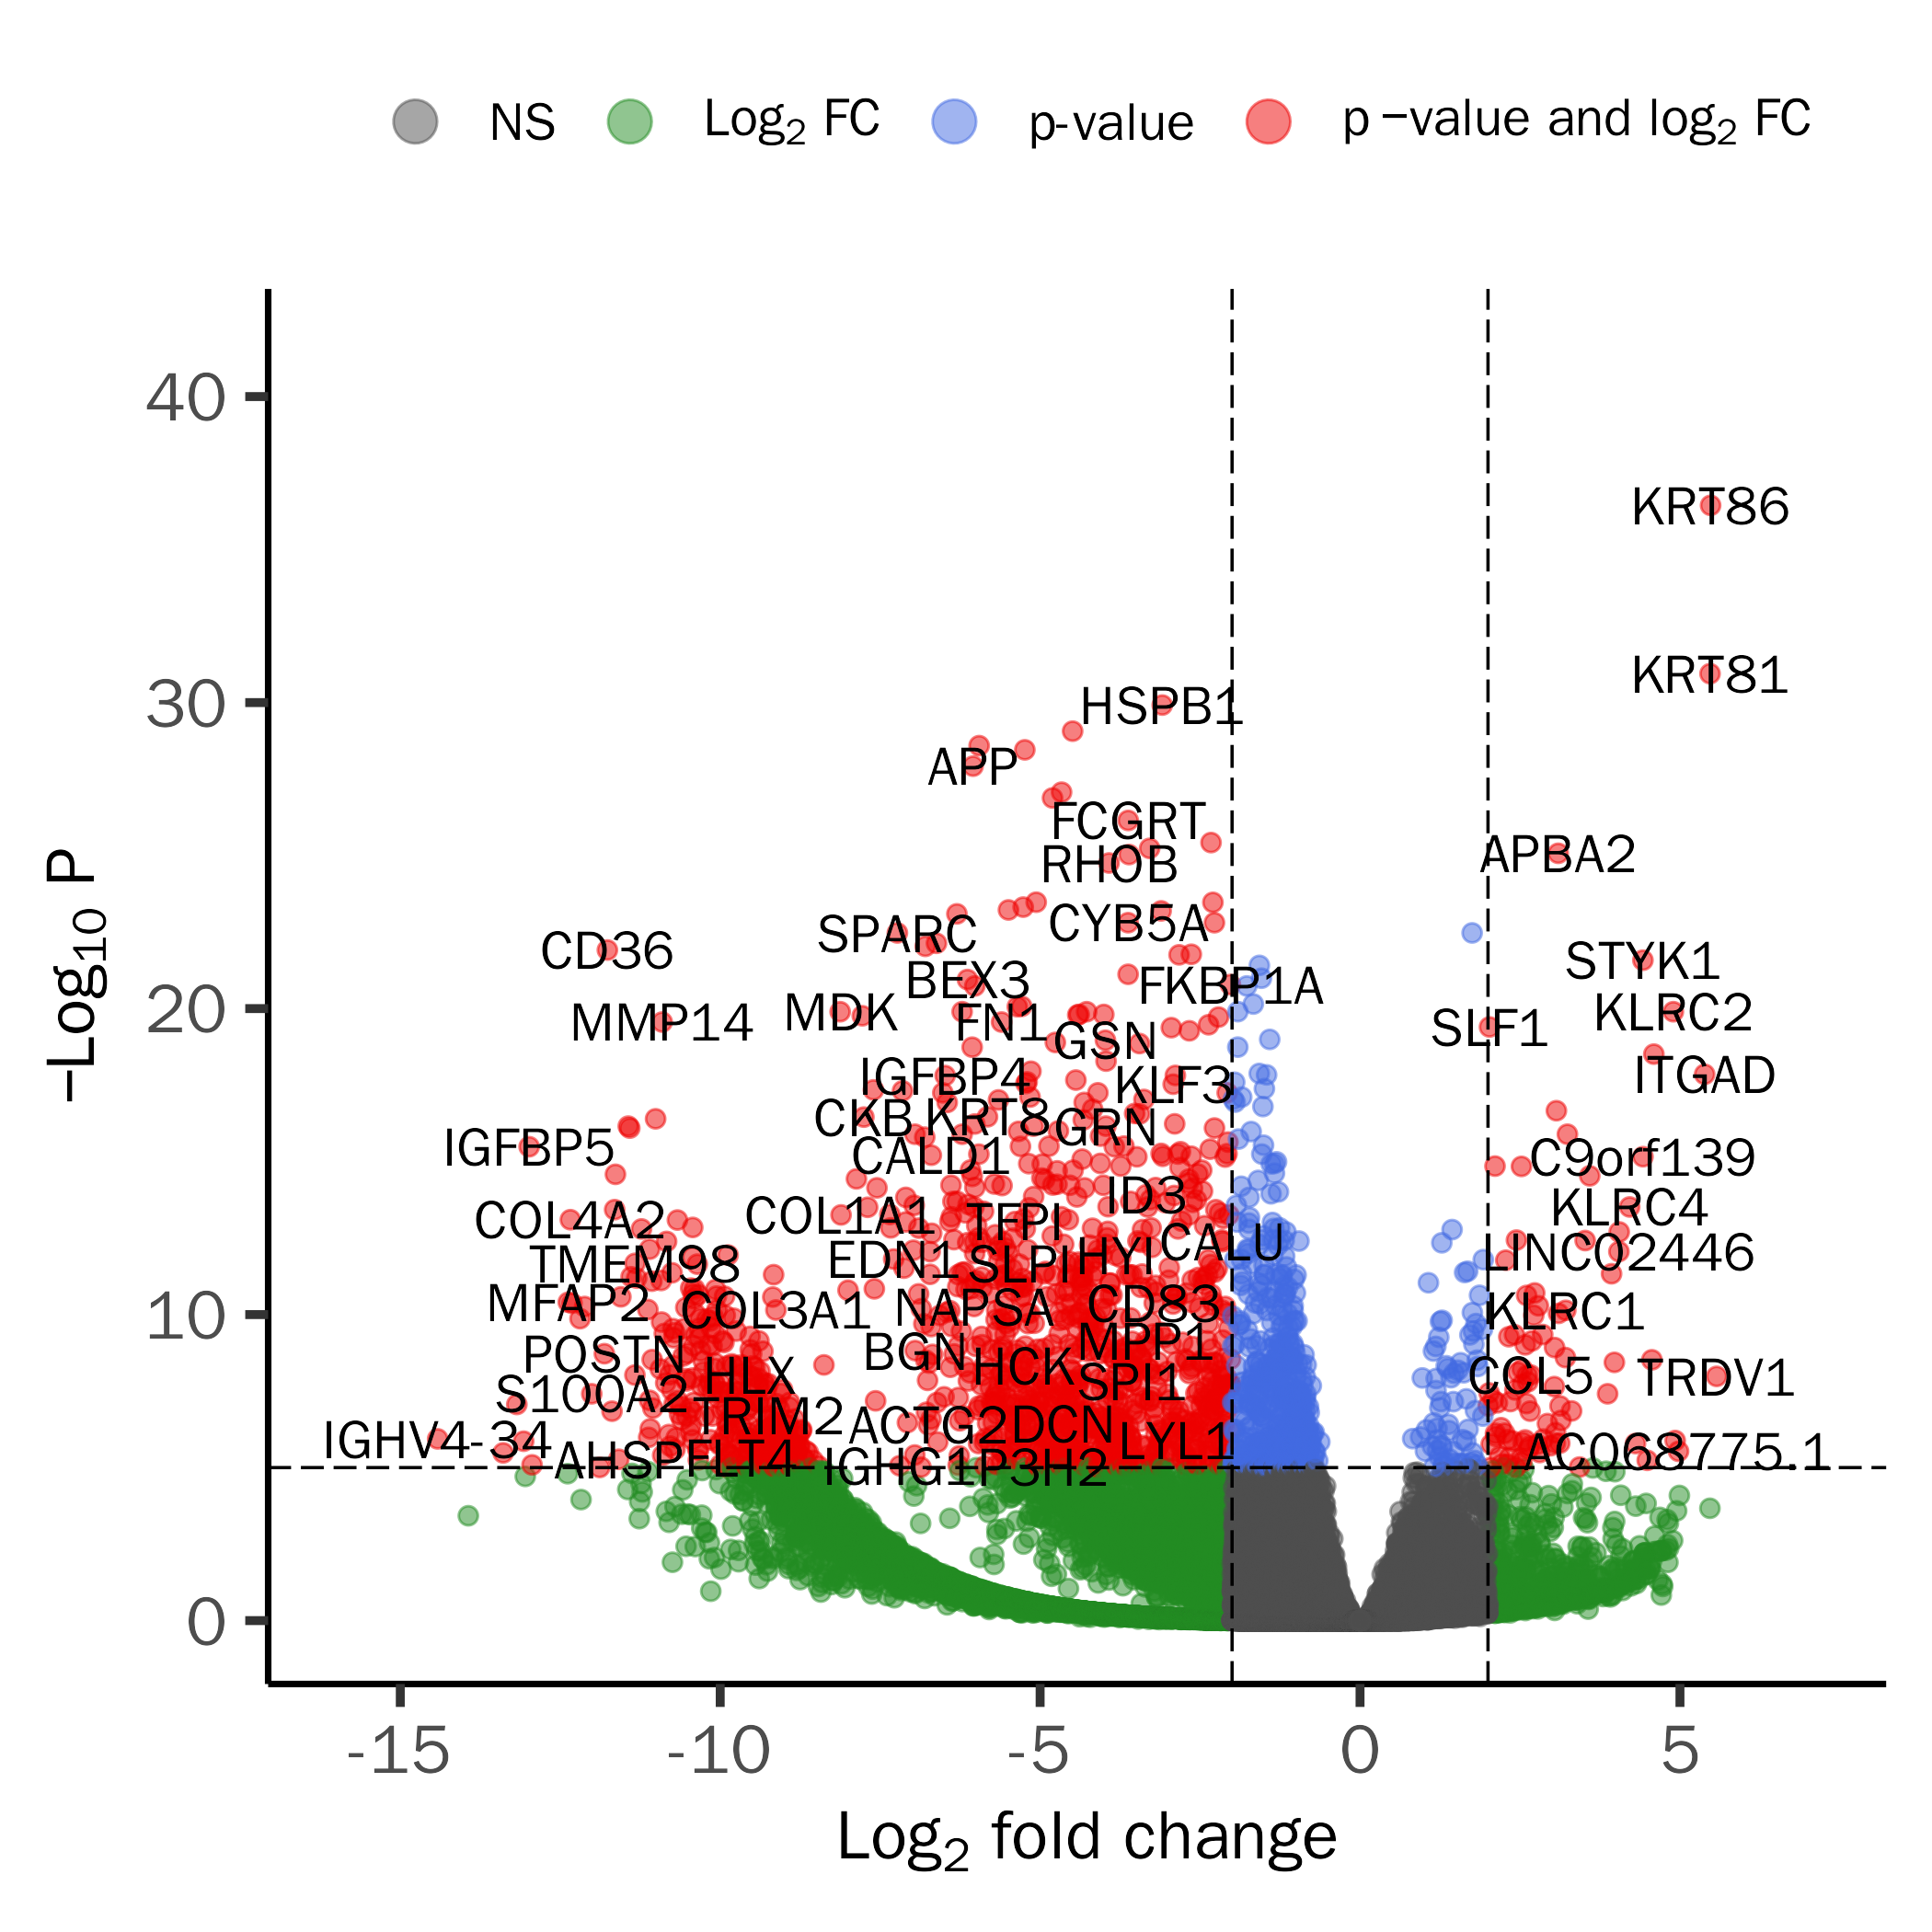 NS Log2 FC p-value p −value and log2 FC
40
30
20
10
0
−Log10 P
KRT86
KRT81
HSPB1
APP
FCGRT
RHOB
APBA2
CYB5A
SPARC
CD36
STYK1
BEX3
FKBP1A
MDK
KLRC2
MMP14
FN1
SLF1
GSN
ITGAD
IGFBP4
KLF3
CKB
KRT8
GRN
IGFBP5
CALD1
C9orf139
ID3
KLRC4
COL4A2
COL1A1
TFPI
CALU
LINC02446
EDN1
SLPI
HYI
TMEM98
MFAP2
COL3A1
NAPSA
CD83
KLRC1
MPP1
POSTN
BGN
HCK
HLX
SPI1
CCL5
TRDV1
S100A2
TRIM2
ACTG2
DCN
IGHV4-34
LYL1
AC068775.1
AHSP
FLT4
IGHG1
P3H2
-15 -10 -5 0 5
Log2 fold change